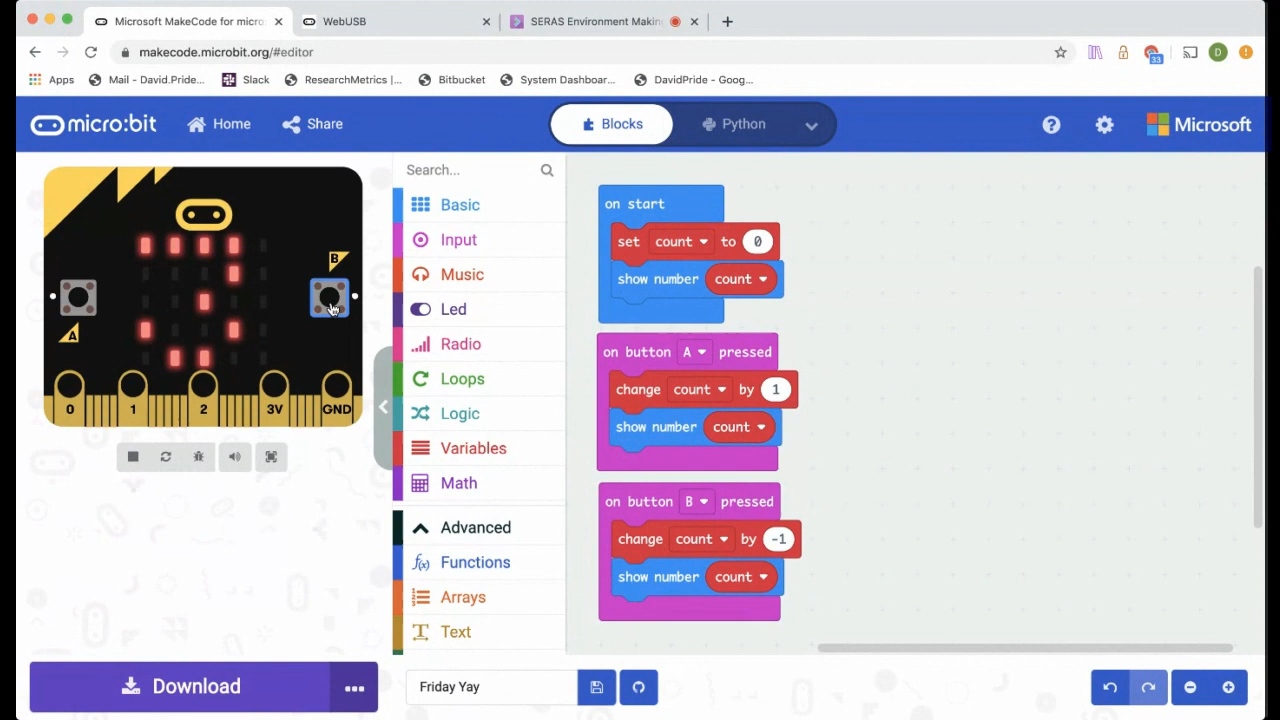 Microsoft MakeCode for micro:
WebUSB
SERAS Environment Makin
makecode.microbit.org/#editor
D
33
Apps
Mail - David.Pride...
Slack
ResearchMetrics |...
Bitbucket
System Dashboar...
DavidPride - Goog...
micro:bit
Home
Share
Blocks
Python
Microsoft
Search...
Basic
Input
Music
Led
Radio
Loops
Logic
Variables
Math
Advanced
Functions
Arrays
Text
A
B
3
0
1
2
3V
GND
on start
set count to 0
show number count
on button A pressed
change count by 1
show number count
on button B pressed
change count by -1
show number count
Download
Friday Yay